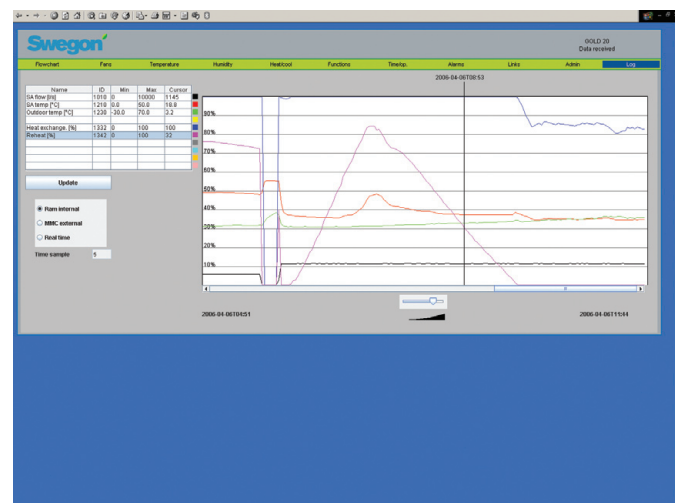 Swegon
GOLD 20
Data received
Flowchart Fans Temperature Humidity Heat/cool Functions Time/op. Alarms Links Admin Log
2006-04-06T08:53
Name ID Min Max Cursor
SA flow [l/s] 1010 0 10000 1145
SA temp [°C] 1210 0.0 50.0 18.8
Outdoor temp [°C] 1230 -30.0 70.0 3.2
Heat exchange. [%] 1332 0 100 100
Reheat [%] 1342 0 100 32
90%
80%
70%
60%
50%
40%
30%
20%
10%
Update
Ram internal
MMC external
Real time
Time sample 5
2006-04-06T04:51
2006-04-06T11:44